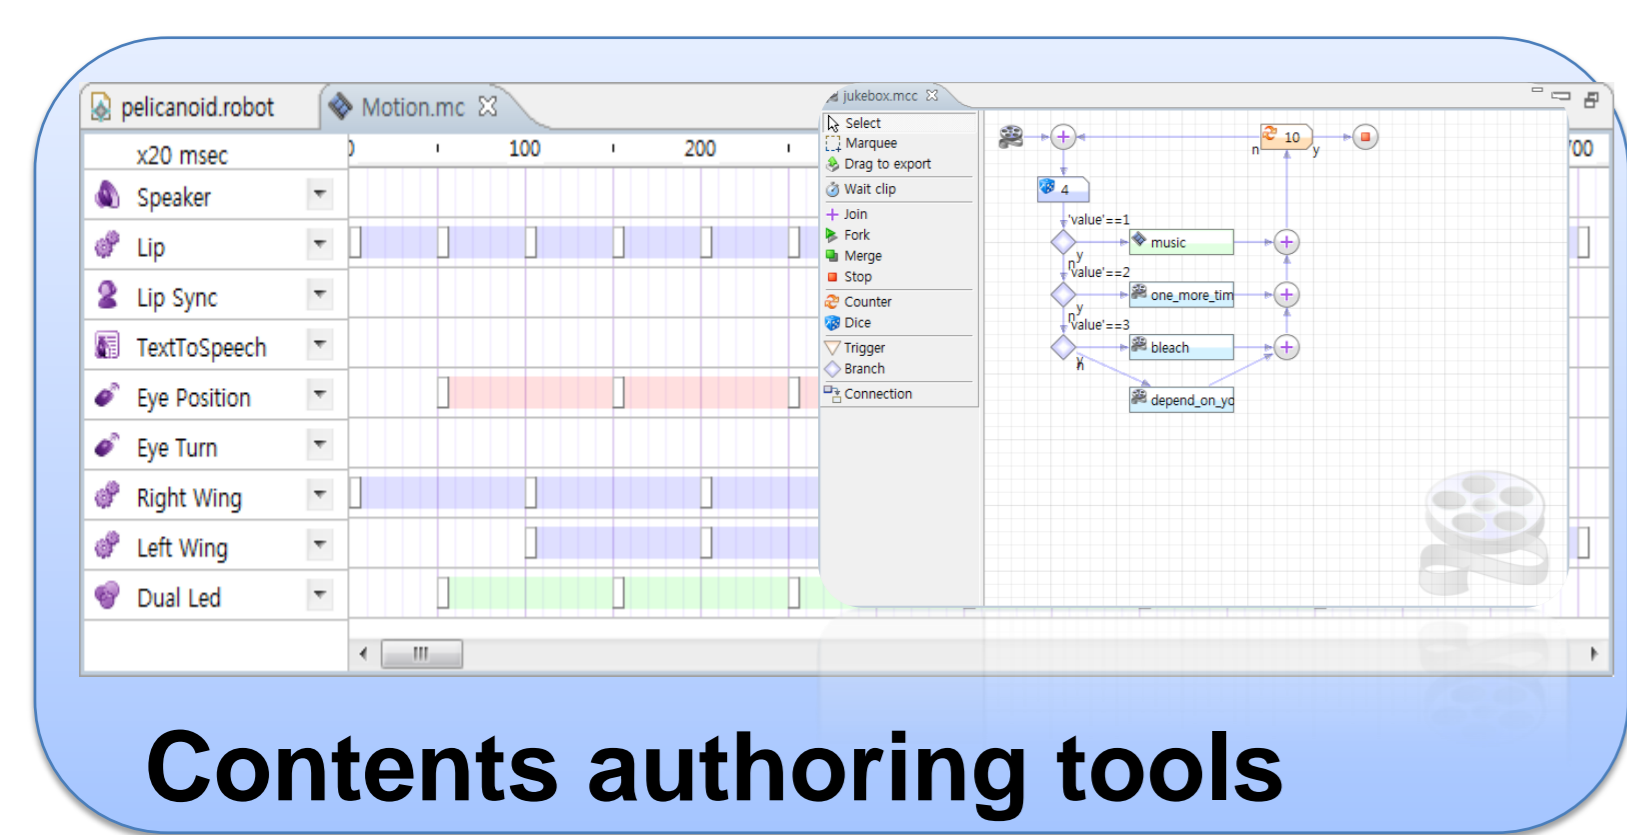 pelicanoid.robot
Motion.mc
x20 msec
0
100
200
700
Speaker
Lip
Lip Sync
TextToSpeech
Eye Position
Eye Turn
Right Wing
Left Wing
Dual Led
jukebox.mcc
Select
Marquee
Drag to export
Wait clip
Join
Fork
Merge
Stop
Counter
Dice
Trigger
Branch
Connection
10
n y
4
'value'==1
music
y
n
'value'==2
one_more_tim
y
n
'value'==3
bleach
y
n
depend_on_yo
Contents authoring tools